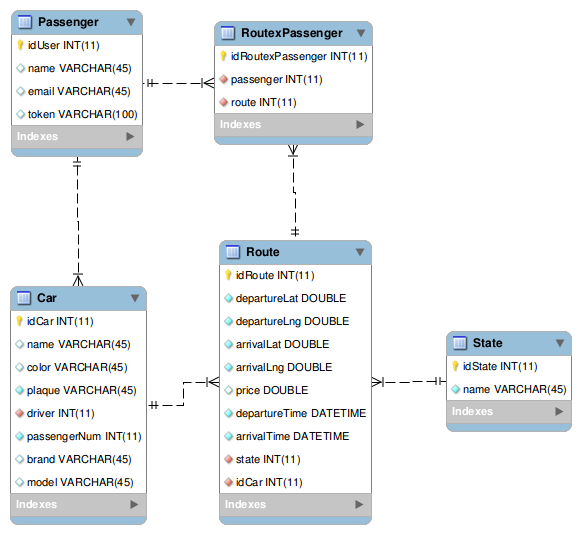 Passenger
idUser INT(11)
name VARCHAR(45)
email VARCHAR(45)
token VARCHAR(100)
Indexes
RoutexPassenger
idRoutexPassenger INT(11)
passenger INT(11)
route INT(11)
Indexes
Car
idCar INT(11)
name VARCHAR(45)
color VARCHAR(45)
plaque VARCHAR(45)
driver INT(11)
passengerNum INT(11)
brand VARCHAR(45)
model VARCHAR(45)
Indexes
Route
idRoute INT(11)
departureLat DOUBLE
departureLng DOUBLE
arrivalLat DOUBLE
arrivalLng DOUBLE
price DOUBLE
departureTime DATETIME
arrivalTime DATETIME
state INT(11)
idCar INT(11)
Indexes
State
idState INT(11)
name VARCHAR(45)
Indexes